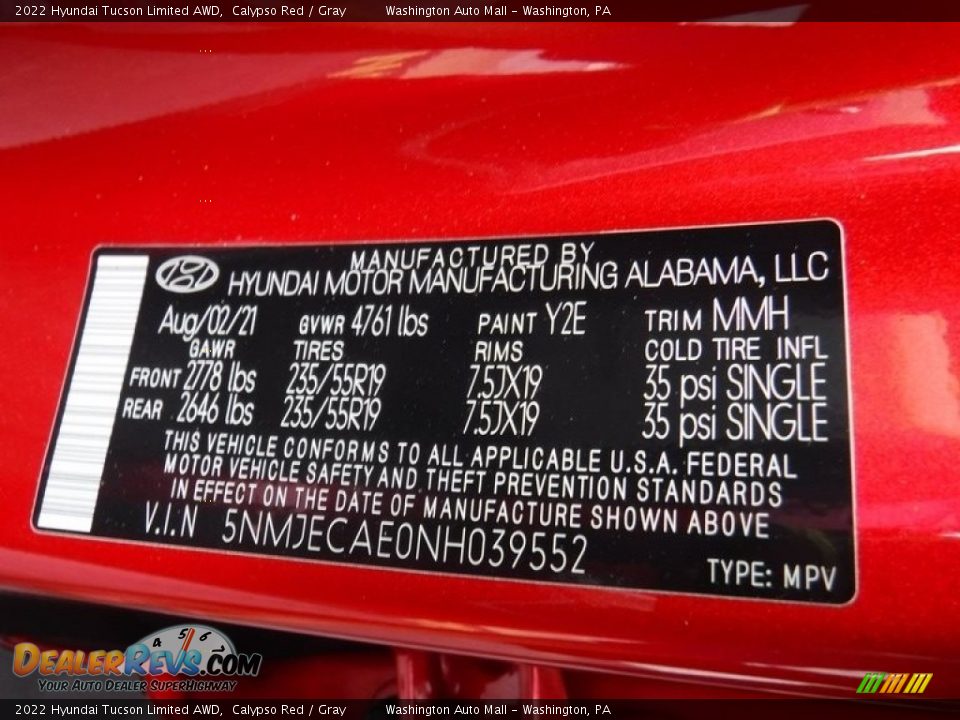 2022 Hyundai Tucson Limited AWD, Calypso Red / Gray Washington Auto Mall - Washington, PA
MANUFACTURED BY
HYUNDAI MOTOR MANUFACTURING ALABAMA, LLC
Aug/02/21 GVWR 4761 lbs PAINT Y2E TRIM MMH
GAWR TIRES RIMS COLD TIRE INFL
FRONT 2778 lbs 235/55R19 7.5JX19 35 psi SINGLE
REAR 2646 lbs 235/55R19 7.5JX19 35 psi SINGLE
THIS VEHICLE CONFORMS TO ALL APPLICABLE U.S.A. FEDERAL
MOTOR VEHICLE SAFETY AND THEFT PREVENTION STANDARDS
IN EFFECT ON THE DATE OF MANUFACTURE SHOWN ABOVE
V.I.N 5NMJECAE0NH039552
TYPE: MPV
4 5 6
DEALERREVS.COM
YOUR AUTO DEALER SUPERHIGHWAY
2022 Hyundai Tucson Limited AWD, Calypso Red / Gray Washington Auto Mall - Washington, PA